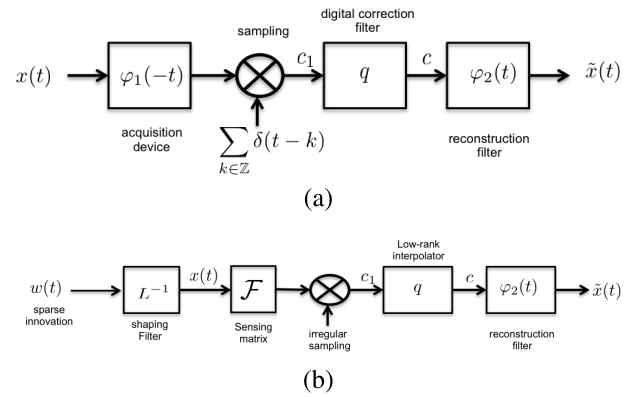 sampling
digital correction
filter
x(t)
φ₁(−t)
c₁
q
c
φ₂(t)
x̃(t)
acquisition
device
∑ δ(t − k)
k∈ℤ
reconstruction
filter
(a)
Low-rank
interpolator
w(t)
L⁻¹
x(t)
ℱ
c₁
q
c
φ₂(t)
x̃(t)
sparse
innovation
shaping
Filter
Sensing
matrix
irregular
sampling
reconstruction
filter
(b)